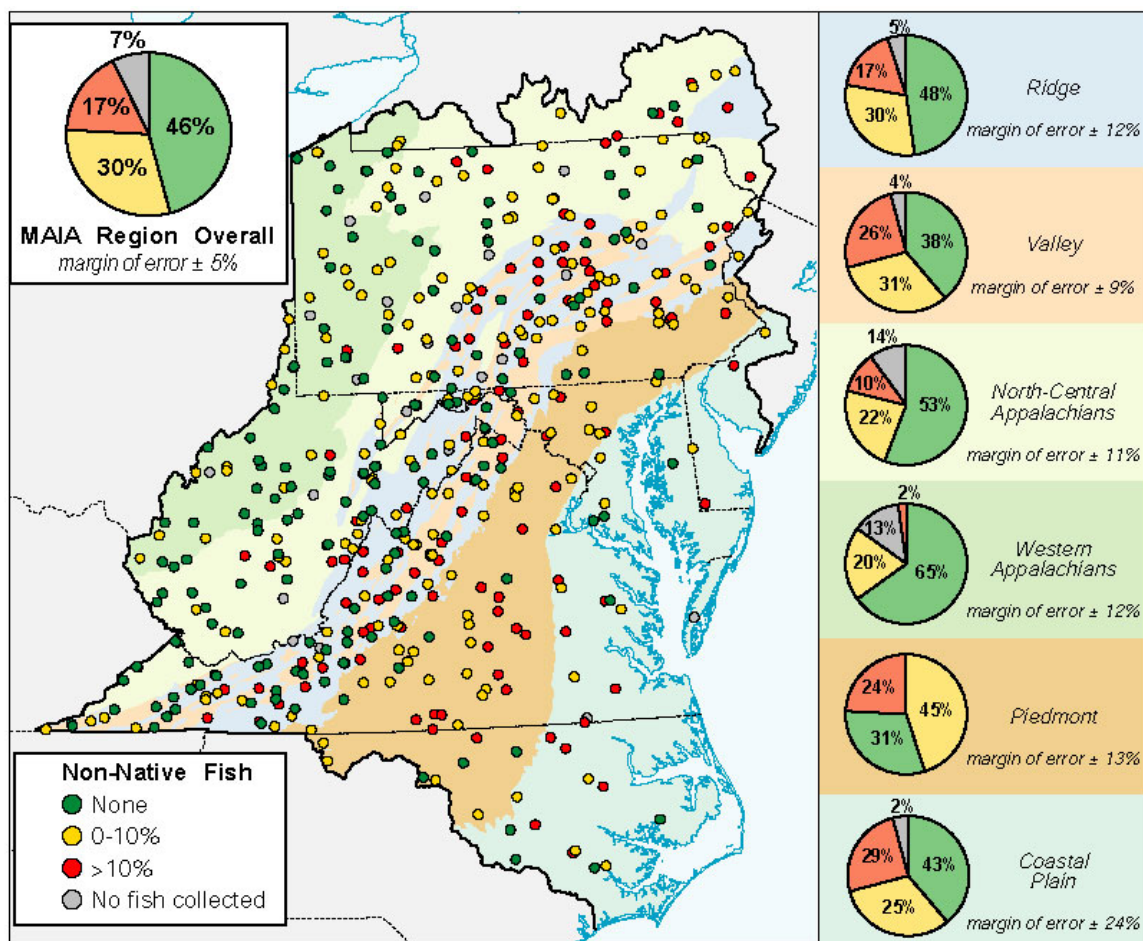 7%
17%
46%
30%
MAIA Region Overall
margin of error ± 5%
Non-Native Fish
None
0-10%
>10%
No fish collected
5%
17%
48%
30%
Ridge
margin of error ± 12%
4%
26%
38%
31%
Valley
margin of error ± 9%
14%
10%
53%
22%
North-Central
Appalachians
margin of error ± 11%
2%
13%
20%
65%
Western
Appalachians
margin of error ± 12%
24%
45%
31%
Piedmont
margin of error ± 13%
2%
29%
43%
25%
Coastal
Plain
margin of error ± 24%